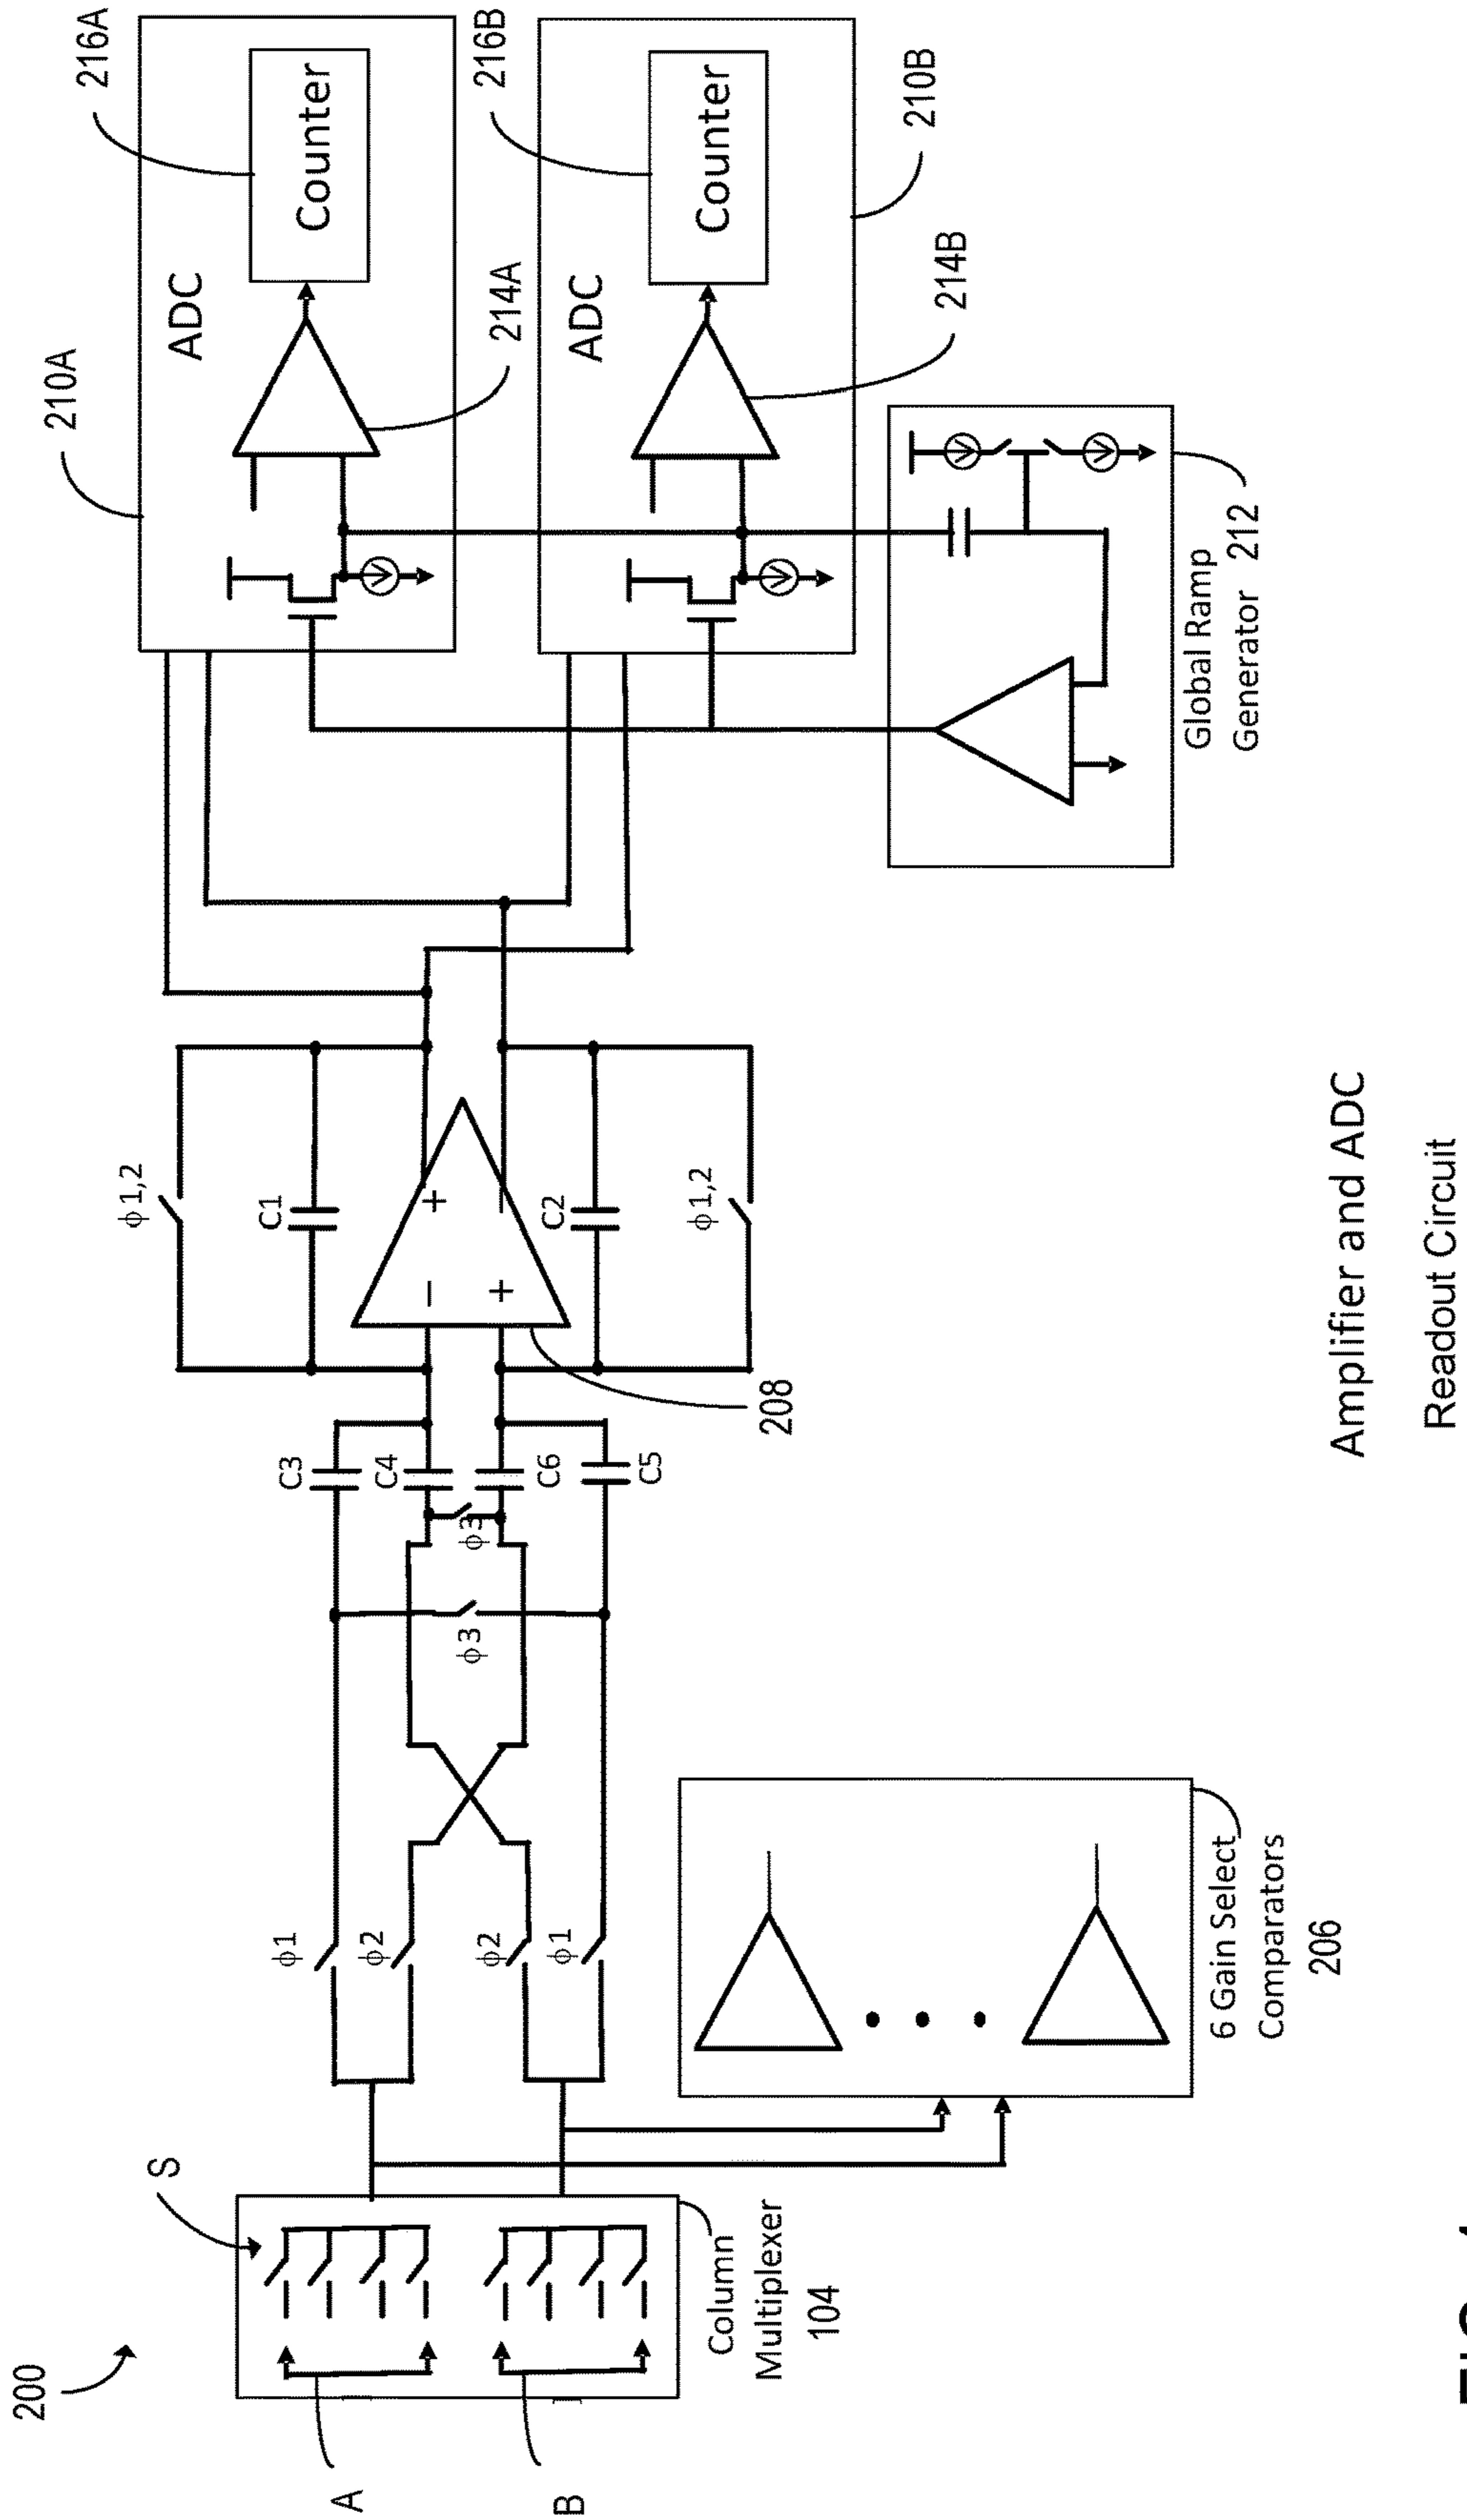 200
A
B
S
Column
Multiplexer
104
ϕ1
ϕ2
ϕ2
ϕ1
6 Gain Select
Comparators
206
ϕ3
ϕ3
C3
C4
C6
C5
208
ϕ1,2
C1
C2
ϕ1,2
−
+
+
−
210A
ADC
214A
Counter
216A
ADC
214B
Counter
216B
210B
Global Ramp
Generator 212
Amplifier and ADC
Readout Circuit